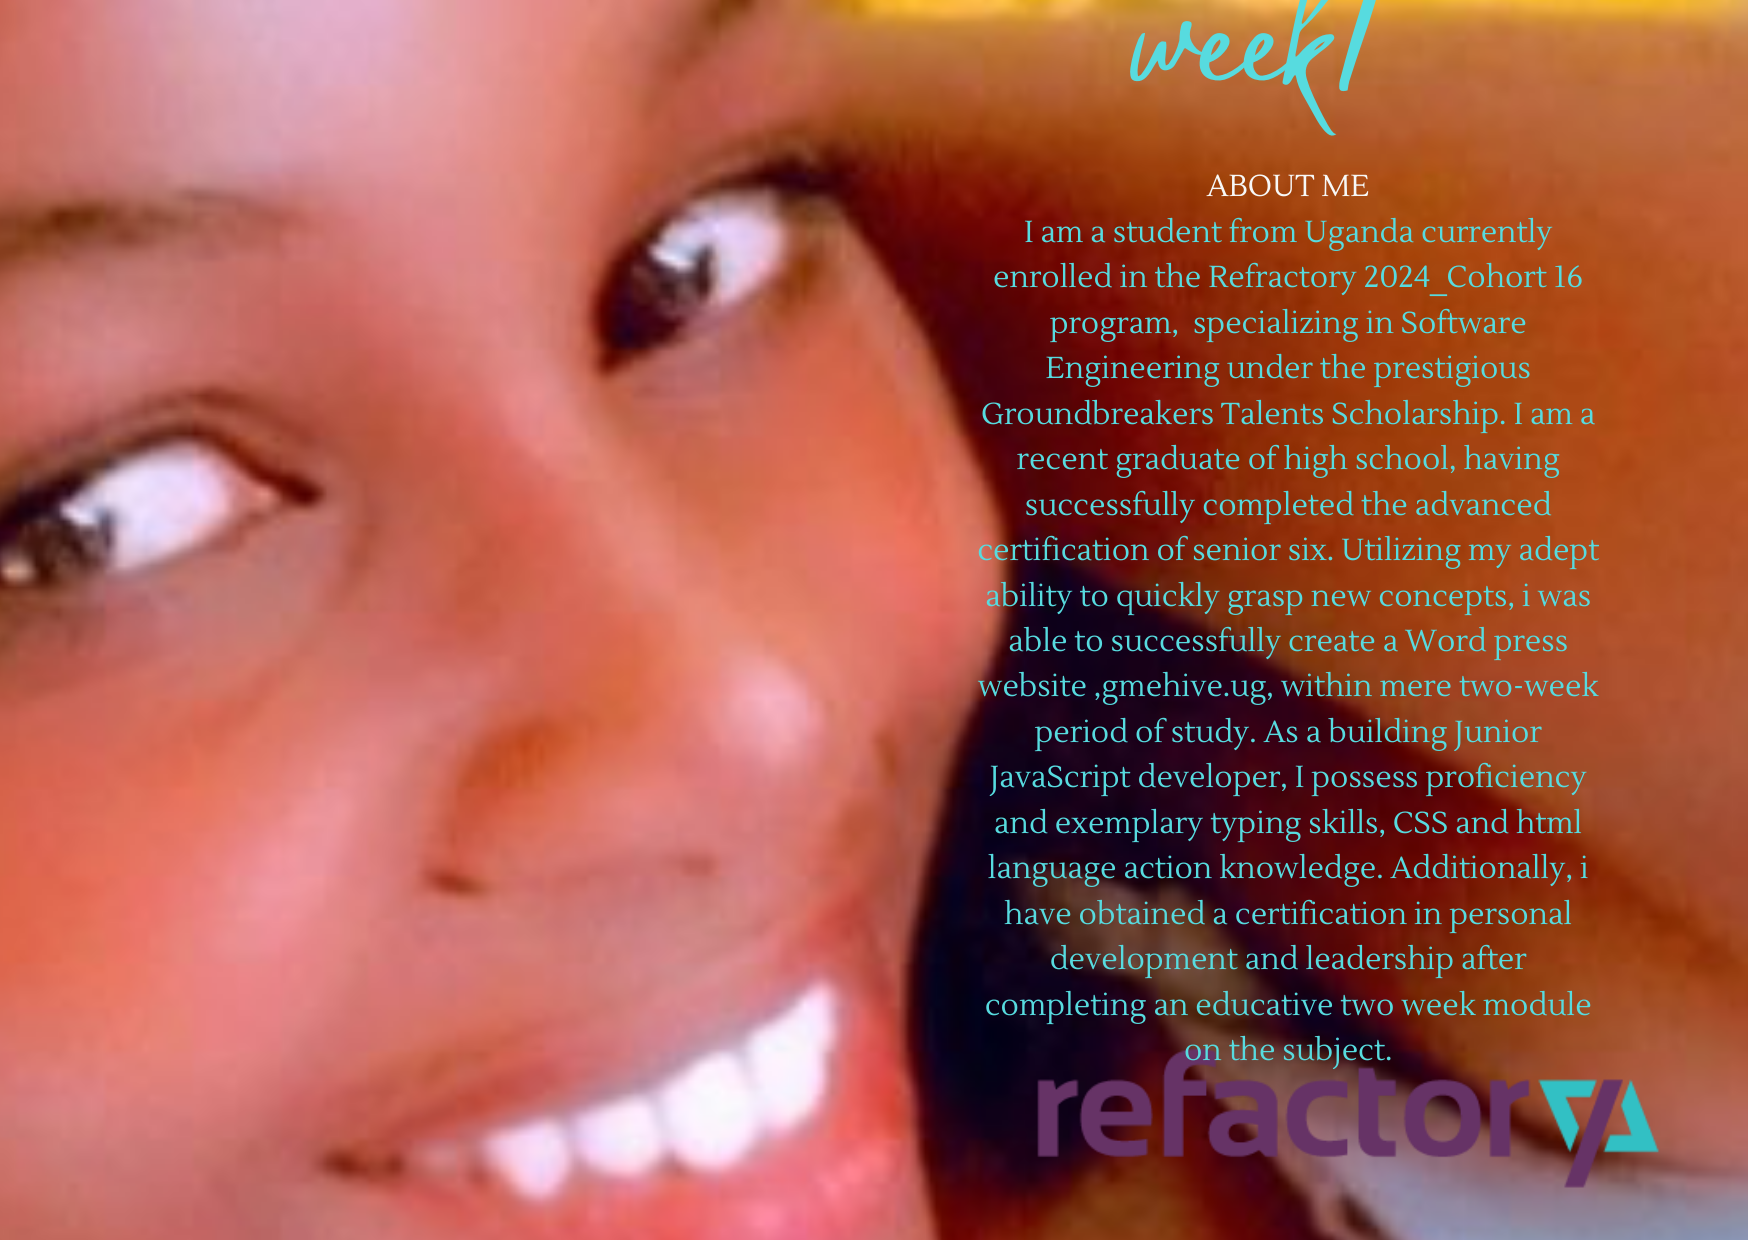 week1
ABOUT ME
I am a student from Uganda currently
enrolled in the Refractory 2024_Cohort 16
program,  specializing in Software
Engineering under the prestigious
Groundbreakers Talents Scholarship. I am a
recent graduate of high school, having
successfully completed the advanced
certification of senior six. Utilizing my adept
ability to quickly grasp new concepts, i was
able to successfully create a Word press
website ,gmehive.ug, within mere two-week
period of study. As a building Junior
JavaScript developer, I possess proficiency
and exemplary typing skills, CSS and html
language action knowledge. Additionally, i
have obtained a certification in personal
development and leadership after
completing an educative two week module
on the subject.
refactory